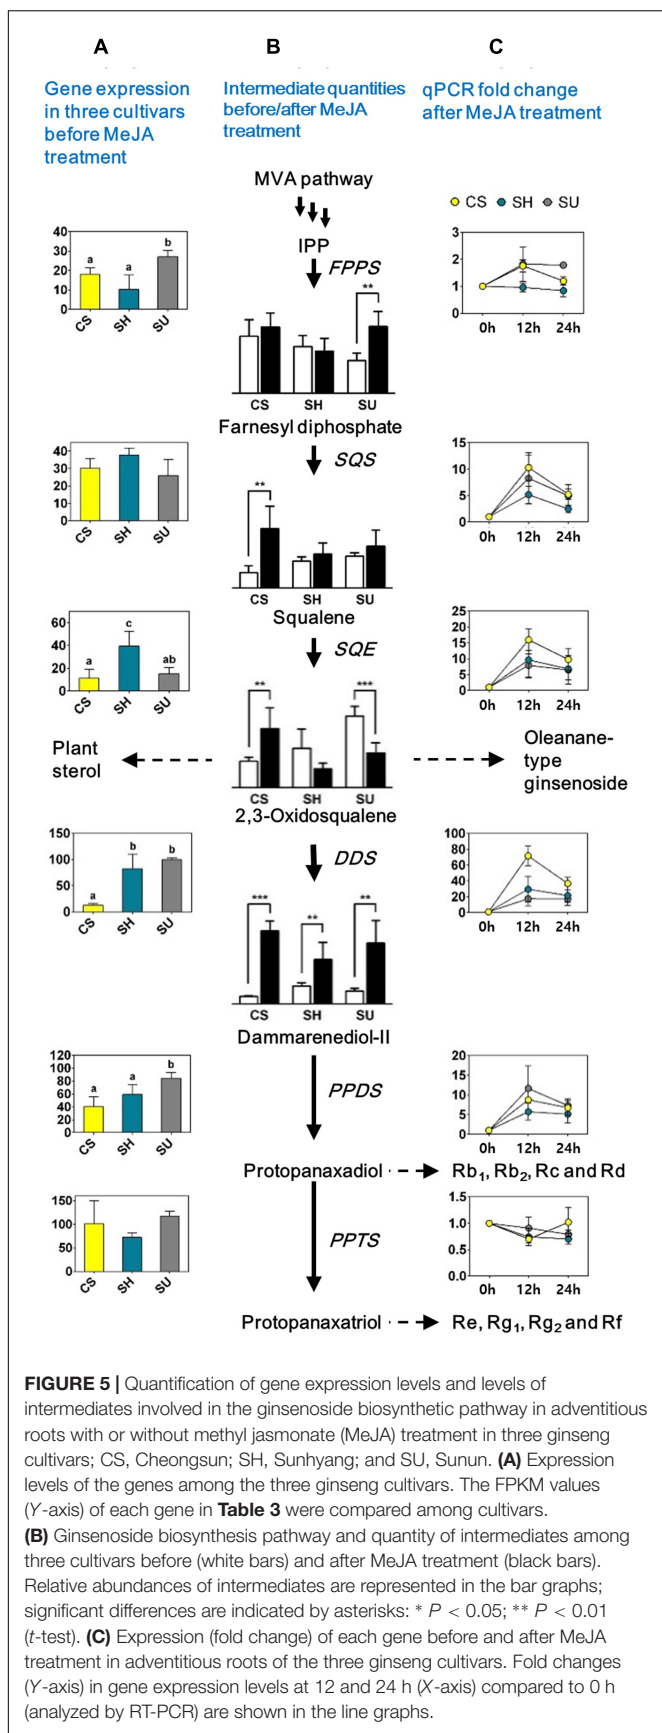 A
B
C
Gene expression
in three cultivars
before MeJA
treatment
Intermediate quantities
before/after MeJA
treatment
qPCR fold change
after MeJA treatment
MVA pathway
CS SH SU
IPP
FPPS
40
30
20
10
0
a a b
CS SH SU
**
CS SH SU
3
2
1
0
0h 12h 24h
Farnesyl diphosphate
SQS
40
30
20
10
0
CS SH SU
**
CS SH SU
15
10
5
0
0h 12h 24h
Squalene
SQE
60
40
20
0
a c ab
CS SH SU
** ***
CS SH SU
25
20
15
10
5
0
0h 12h 24h
Plant
sterol
Oleanane-
type
ginsenoside
2,3-Oxidosqualene
DDS
150
100
50
0
a b b
CS SH SU
*** ** **
CS SH SU
100
80
60
40
20
0
0h 12h 24h
Dammarenediol-II
PPDS
120
100
80
60
40
20
0
a a b
CS SH SU
20
15
10
5
0
0h 12h 24h
Protopanaxadiol
Rb1, Rb2, Rc and Rd
PPTS
150
100
50
0
CS SH SU
1.5
1.0
0.5
0.0
0h 12h 24h
Protopanaxatriol
Re, Rg1, Rg2 and Rf
FIGURE 5 | Quantification of gene expression levels and levels of
intermediates involved in the ginsenoside biosynthetic pathway in adventitious
roots with or without methyl jasmonate (MeJA) treatment in three ginseng
cultivars; CS, Cheongsun; SH, Sunhyang; and SU, Sunun. (A) Expression
levels of the genes among the three ginseng cultivars. The FPKM values
(Y-axis) of each gene in Table 3 were compared among cultivars.
(B) Ginsenoside biosynthesis pathway and quantity of intermediates among
three cultivars before (white bars) and after MeJA treatment (black bars).
Relative abundances of intermediates are represented in the bar graphs;
significant differences are indicated by asterisks: * P < 0.05; ** P < 0.01
(t-test). (C) Expression (fold change) of each gene before and after MeJA
treatment in adventitious roots of the three ginseng cultivars. Fold changes
(Y-axis) in gene expression levels at 12 and 24 h (X-axis) compared to 0 h
(analyzed by RT-PCR) are shown in the line graphs.